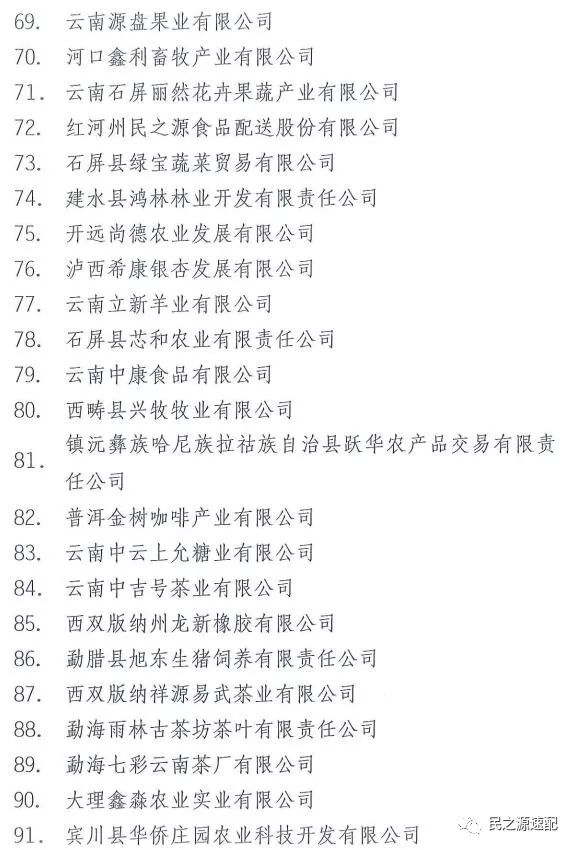 69. 云南源盘果业有限公司
70. 河口鑫利畜牧产业有限公司
71. 云南石屏丽然花卉果蔬产业有限公司
72. 红河州民之源食品配送股份有限公司
73. 石屏县绿宝蔬菜贸易有限公司
74. 建水县鸿林林业开发有限责任公司
75. 开远尚德农业发展有限公司
76. 泸西希康银杏发展有限公司
77. 云南立新羊业有限公司
78. 石屏县芯和农业有限责任公司
79. 云南中康食品有限公司
80. 西畴县兴牧牧业有限公司
81. 镇沅彝族哈尼族拉祜族自治县跃华农产品交易有限责
任公司
82. 普洱金树咖啡产业有限公司
83. 云南中云上允糖业有限公司
84. 云南中吉号茶业有限公司
85. 西双版纳州龙新橡胶有限公司
86. 勐腊县旭东生猪饲养有限责任公司
87. 西双版纳祥源易武茶业有限公司
88. 勐海雨林古茶坊茶叶有限责任公司
89. 勐海七彩云南茶厂有限公司
90. 大理鑫淼农业实业有限公司
91. 宾川县华侨庄园农业科技开发有限公司
民之源速配